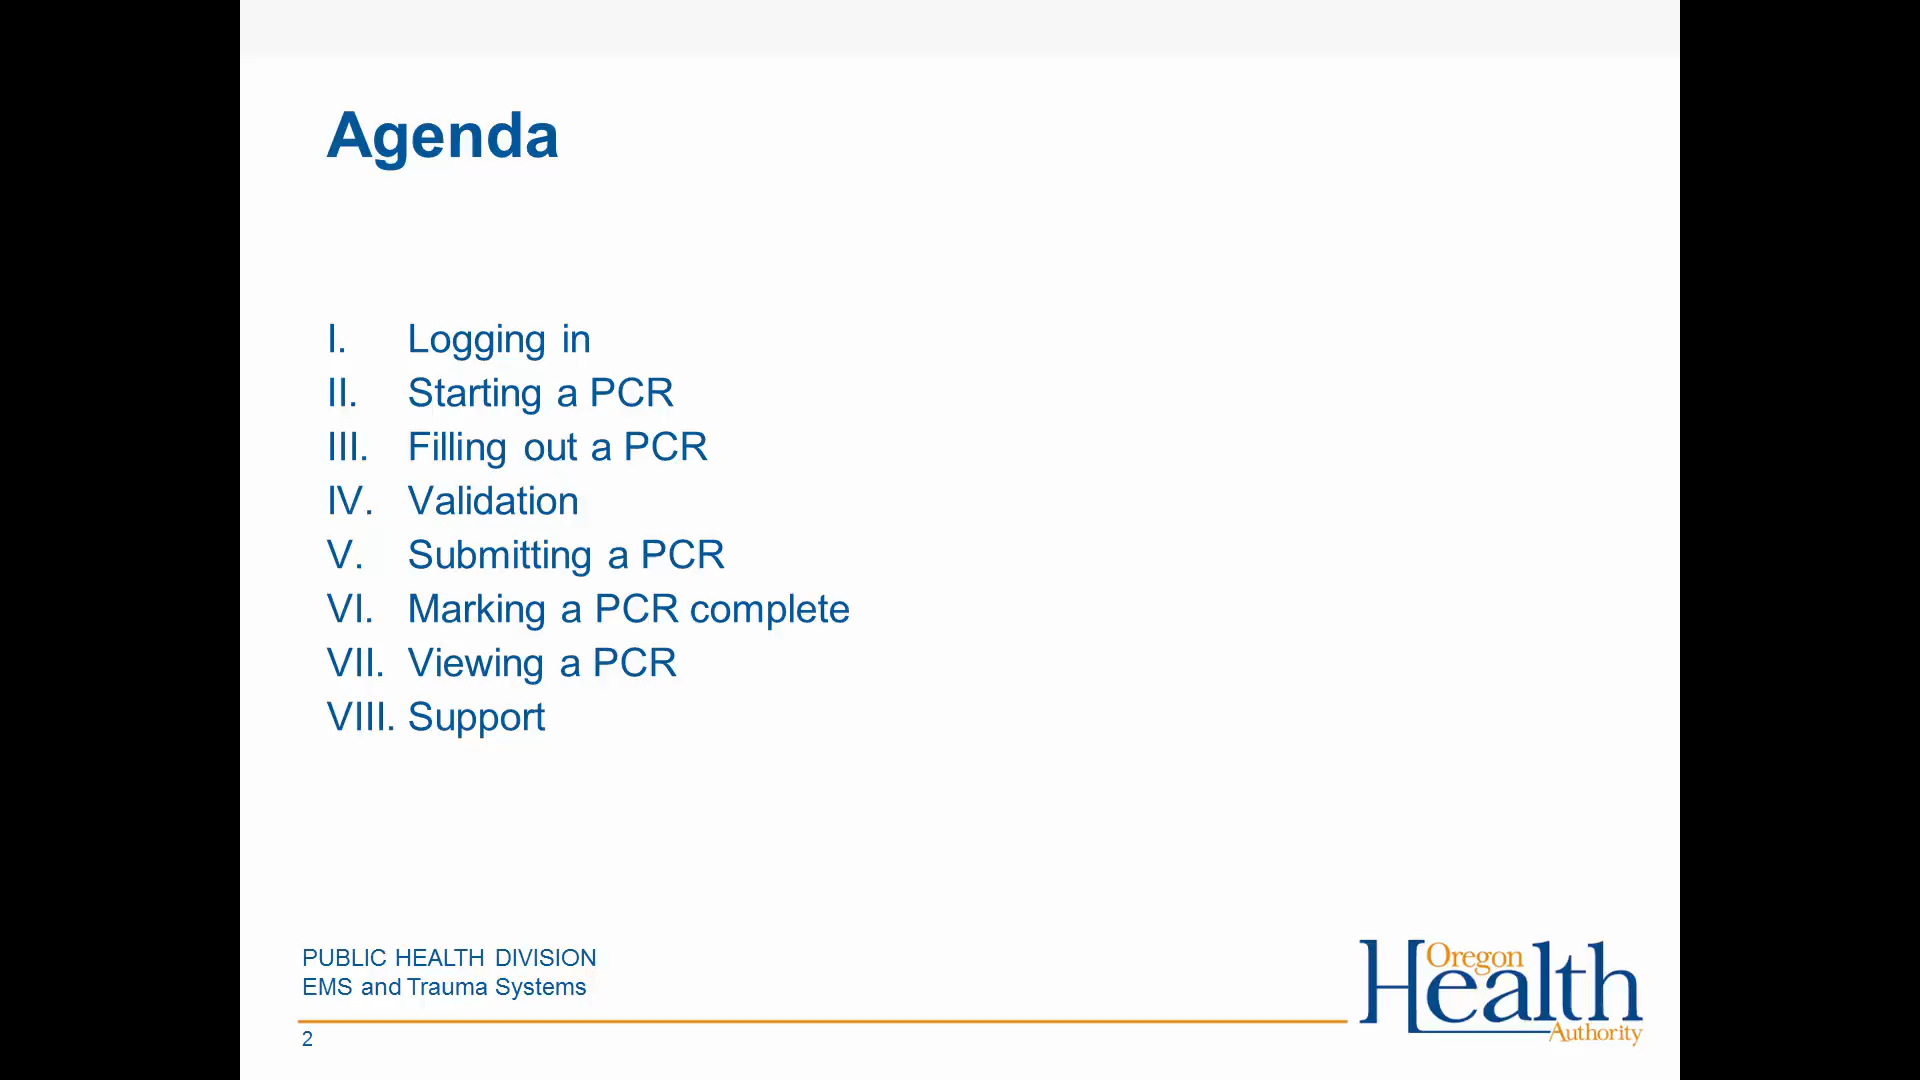 Agenda
I. Logging in
II. Starting a PCR
III. Filling out a PCR
IV. Validation
V. Submitting a PCR
VI. Marking a PCR complete
VII. Viewing a PCR
VIII. Support
PUBLIC HEALTH DIVISION
EMS and Trauma Systems
2
Oregon
Health
Authority